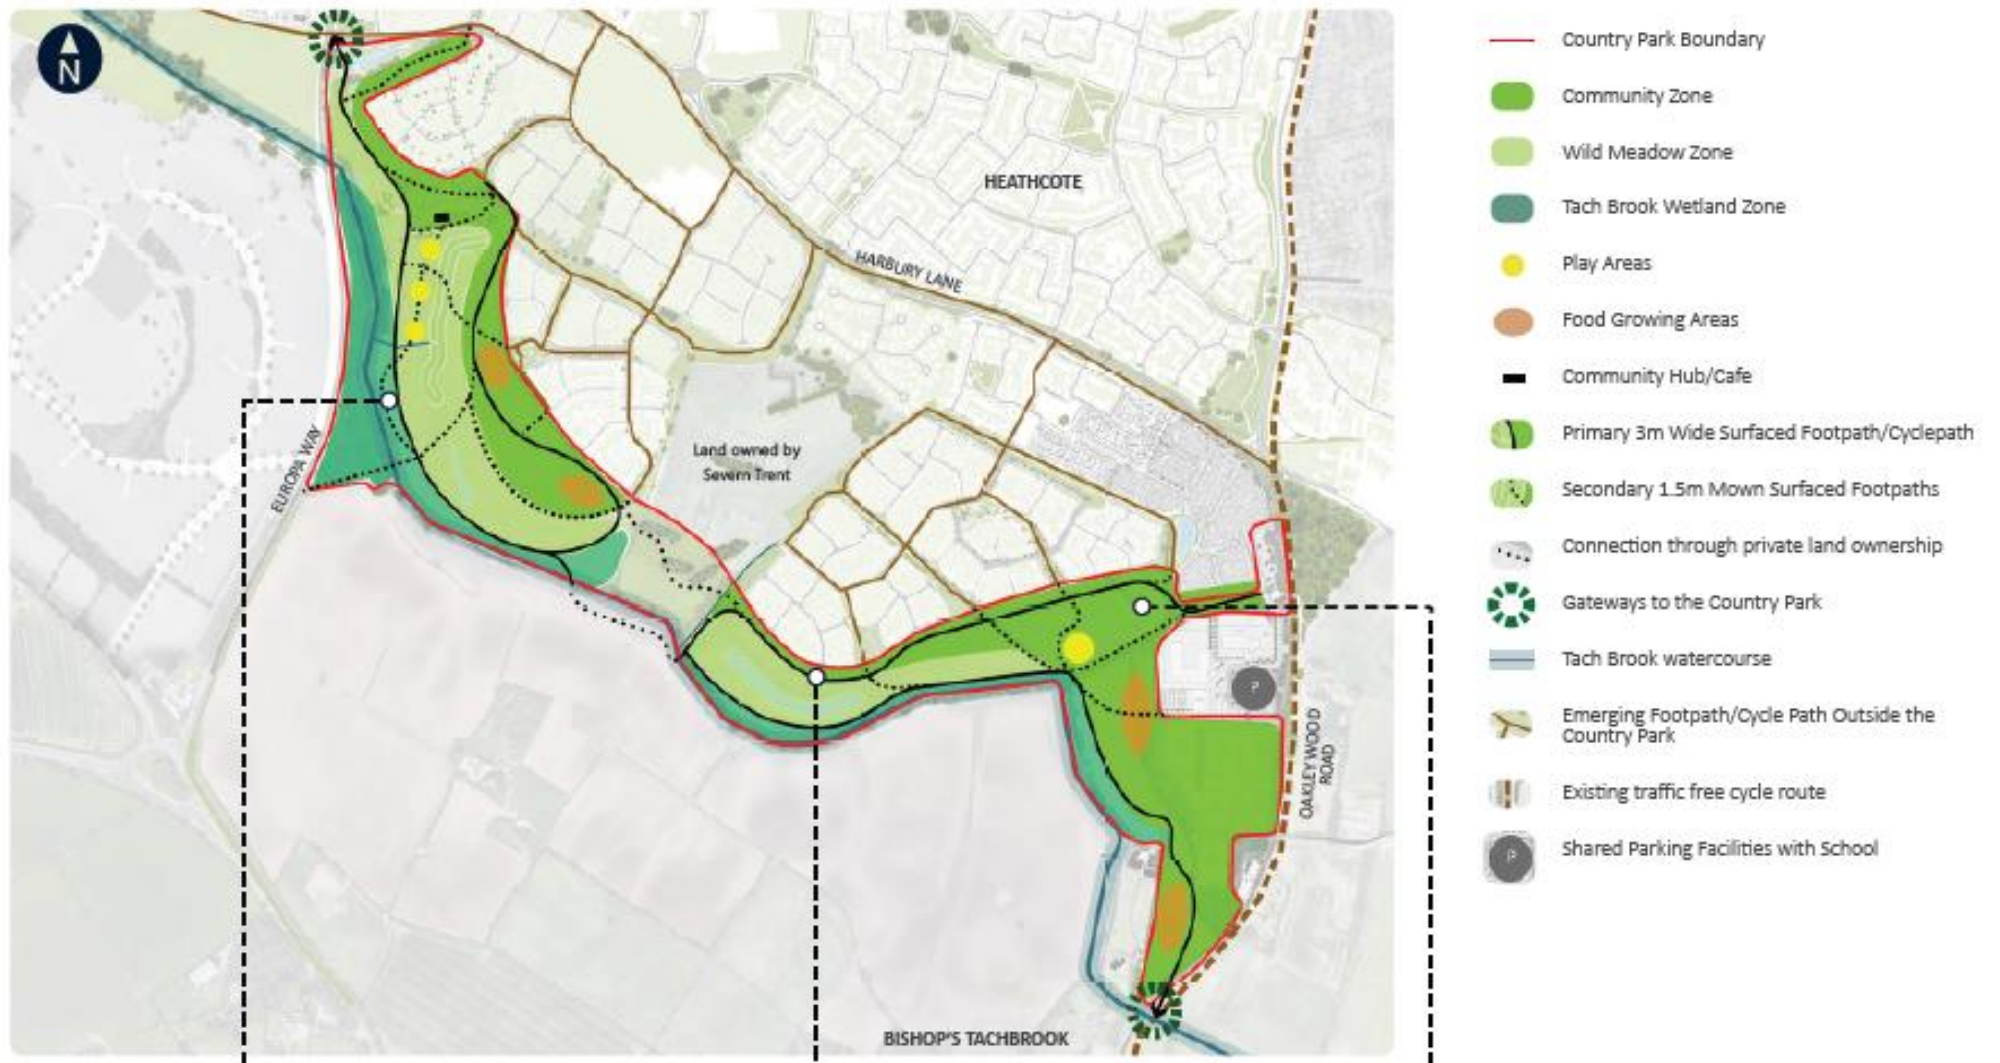 N
HEATHCOTE
HARBURY LANE
Land owned by
Severn Trent
EUROPA WAY
P
OAKLEY WOOD
ROAD
BISHOP'S TACHBROOK
Country Park Boundary
Community Zone
Wild Meadow Zone
Tach Brook Wetland Zone
Play Areas
Food Growing Areas
Community Hub/Cafe
Primary 3m Wide Surfaced Footpath/Cyclepath
Secondary 1.5m Mown Surfaced Footpaths
Connection through private land ownership
Gateways to the Country Park
Tach Brook watercourse
Emerging Footpath/Cycle Path Outside the
Country Park
Existing traffic free cycle route
P
Shared Parking Facilities with School